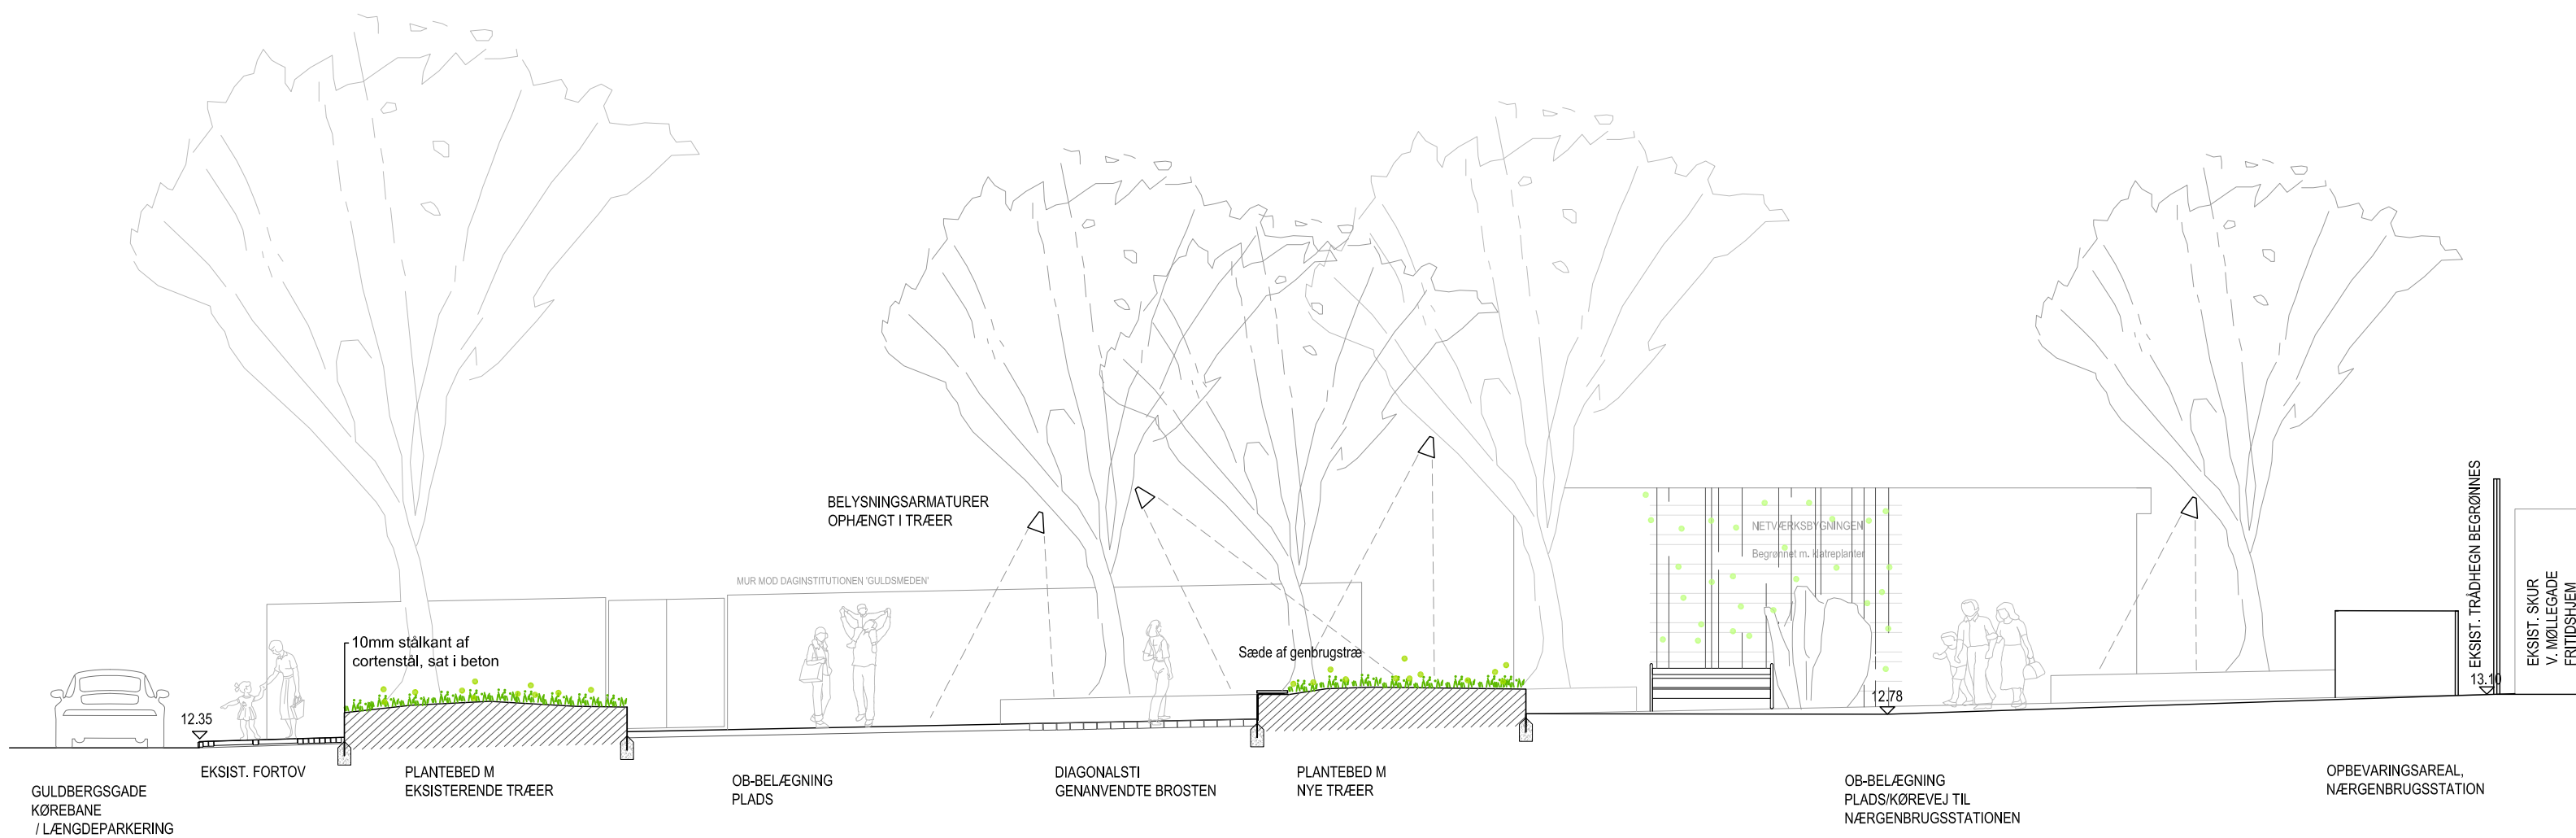 BELYSNINGSARMATURER
OPHÆNGT I TRÆER
NETVÆRKSBYGNINGEN
Begrønnet m. klatreplanter
MUR MOD DAGINSTITUTIONEN 'GULDSMEDEN'
10mm stålkant af
cortenstål, sat i beton
Sæde af genbrugstræ
EKSIST. TRÅDHEGN BEGRØNNES
EKSIST. SKUR
V. MØLLEGADE
FRITIDSHJEM
12.35
12.78
13.10
GULDBERGSGADE
KØREBANE
/ LÆNGDEPARKERING
EKSIST. FORTOV
PLANTEBED M
EKSISTERENDE TRÆER
OB-BELÆGNING
PLADS
DIAGONALSTI
GENANVENDTE BROSTEN
PLANTEBED M
NYE TRÆER
OB-BELÆGNING
PLADS/KØREVEJ TIL
NÆRGENBRUGSSTATIONEN
OPBEVARINGSAREAL,
NÆRGENBRUGSSTATION